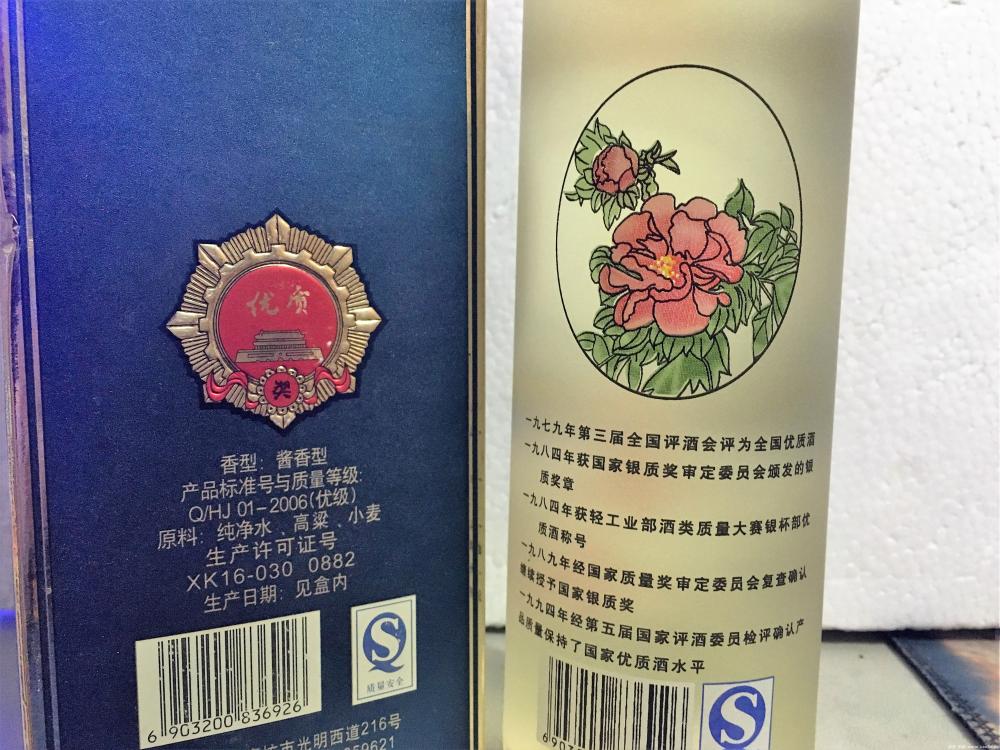 优质
奖
香型：酱香型
产品标准号与质量等级:
Q/HJ 01-2006(优级)
原料：纯净水、高粱、小麦
生产许可证号
XK16-030 0882
生产日期：见盒内
6 903200 836926
质量安全
市光明西道216号
59621
一九七九年第三届全国评酒会评为全国优质酒
一九八四年获国家银质奖审定委员会颁发的银
质奖章
一九八四年获轻工业部酒类质量大赛银杯部优
质酒称号
一九八九年经国家质量奖审定委员会复查确认
继续授予国家银质奖
一九九四年经第五届国家评酒委员检评确认产
品质量保持了国家优质酒水平